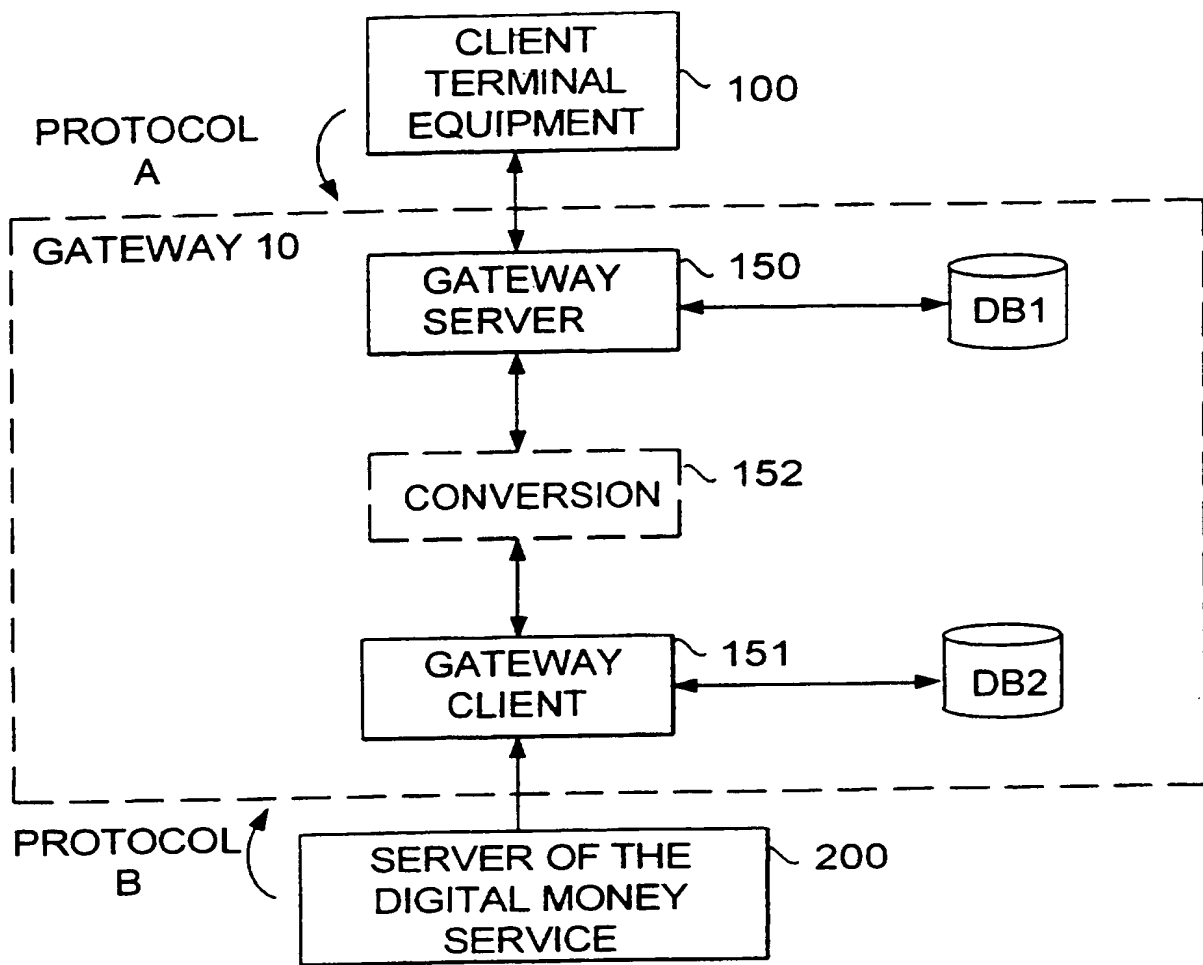 CLIENT
TERMINAL
EQUIPMENT
100
PROTOCOL
A
GATEWAY 10
GATEWAY
SERVER
150
DB1
CONVERSION
152
GATEWAY
CLIENT
151
DB2
PROTOCOL
B
SERVER OF THE
DIGITAL MONEY
SERVICE
200